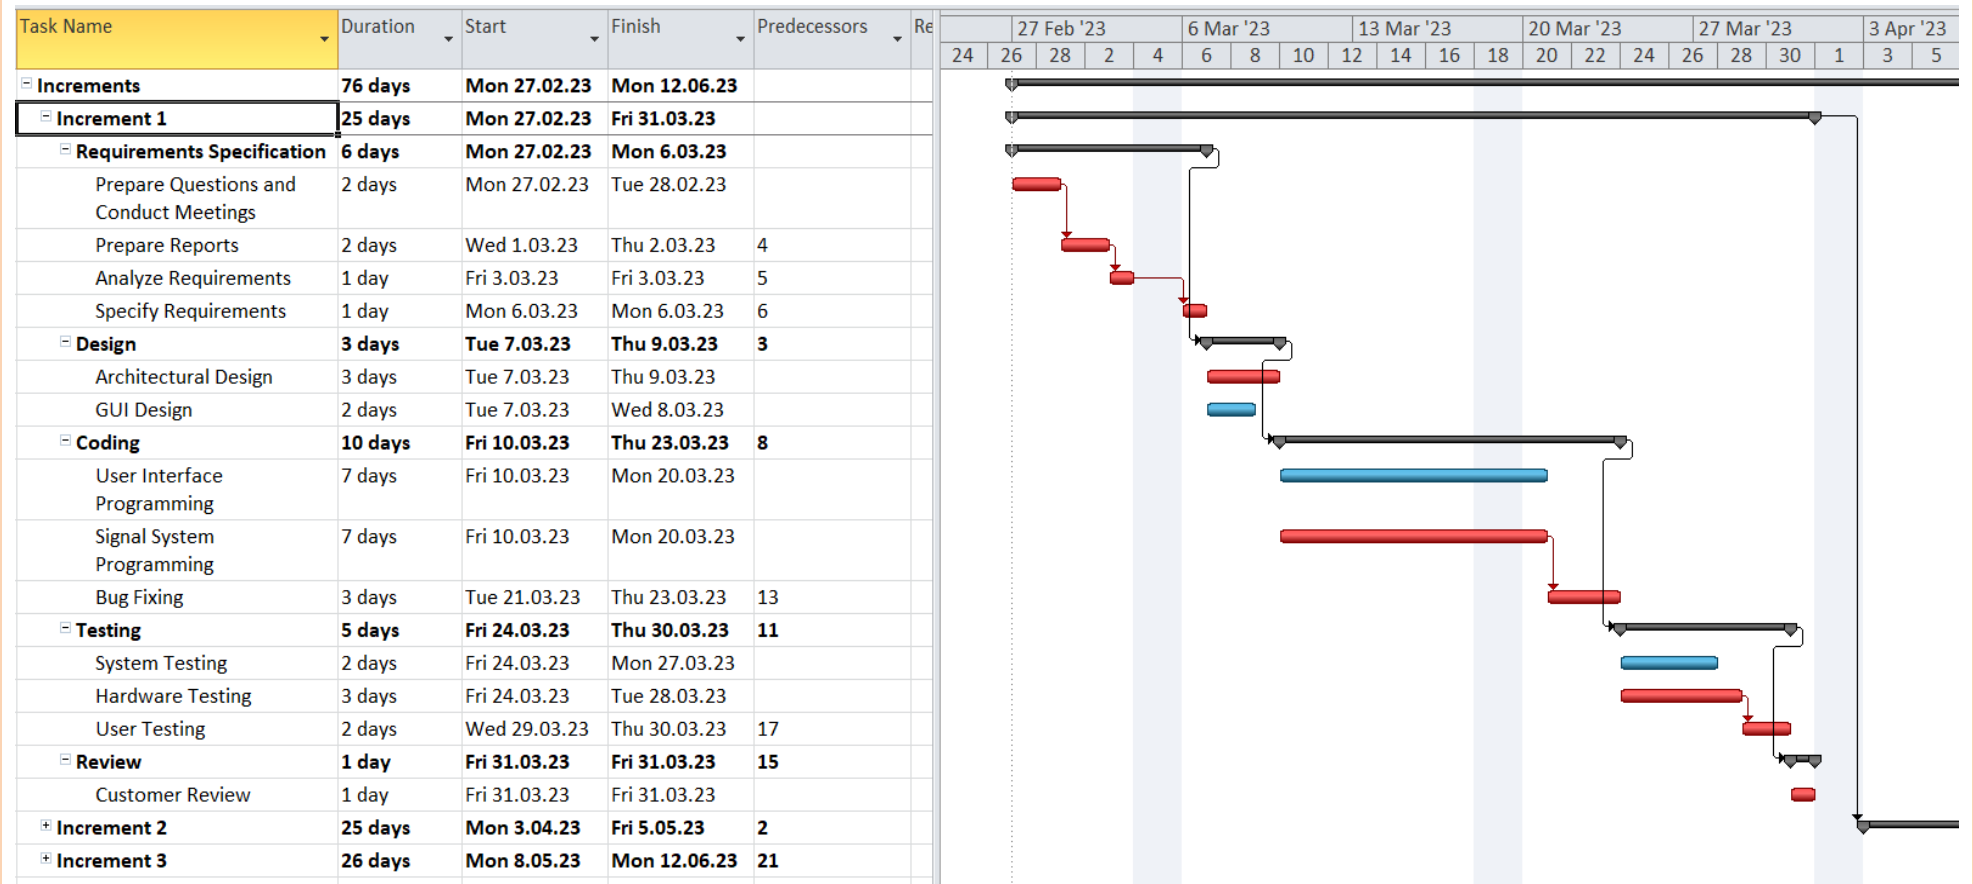 Task Name Duration Start Finish Predecessors Re
27 Feb '23 6 Mar '23 13 Mar '23 20 Mar '23 27 Mar '23 3 Apr '23
24 26 28 2 4 6 8 10 12 14 16 18 20 22 24 26 28 30 1 3 5
Increments 76 days Mon 27.02.23 Mon 12.06.23
Increment 1 25 days Mon 27.02.23 Fri 31.03.23
Requirements Specification 6 days Mon 27.02.23 Mon 6.03.23
Prepare Questions and 2 days Mon 27.02.23 Tue 28.02.23
Conduct Meetings
Prepare Reports 2 days Wed 1.03.23 Thu 2.03.23 4
Analyze Requirements 1 day Fri 3.03.23 Fri 3.03.23 5
Specify Requirements 1 day Mon 6.03.23 Mon 6.03.23 6
Design 3 days Tue 7.03.23 Thu 9.03.23 3
Architectural Design 3 days Tue 7.03.23 Thu 9.03.23
GUI Design 2 days Tue 7.03.23 Wed 8.03.23
Coding 10 days Fri 10.03.23 Thu 23.03.23 8
User Interface 7 days Fri 10.03.23 Mon 20.03.23
Programming
Signal System 7 days Fri 10.03.23 Mon 20.03.23
Programming
Bug Fixing 3 days Tue 21.03.23 Thu 23.03.23 13
Testing 5 days Fri 24.03.23 Thu 30.03.23 11
System Testing 2 days Fri 24.03.23 Mon 27.03.23
Hardware Testing 3 days Fri 24.03.23 Tue 28.03.23
User Testing 2 days Wed 29.03.23 Thu 30.03.23 17
Review 1 day Fri 31.03.23 Fri 31.03.23 15
Customer Review 1 day Fri 31.03.23 Fri 31.03.23
Increment 2 25 days Mon 3.04.23 Fri 5.05.23 2
Increment 3 26 days Mon 8.05.23 Mon 12.06.23 21